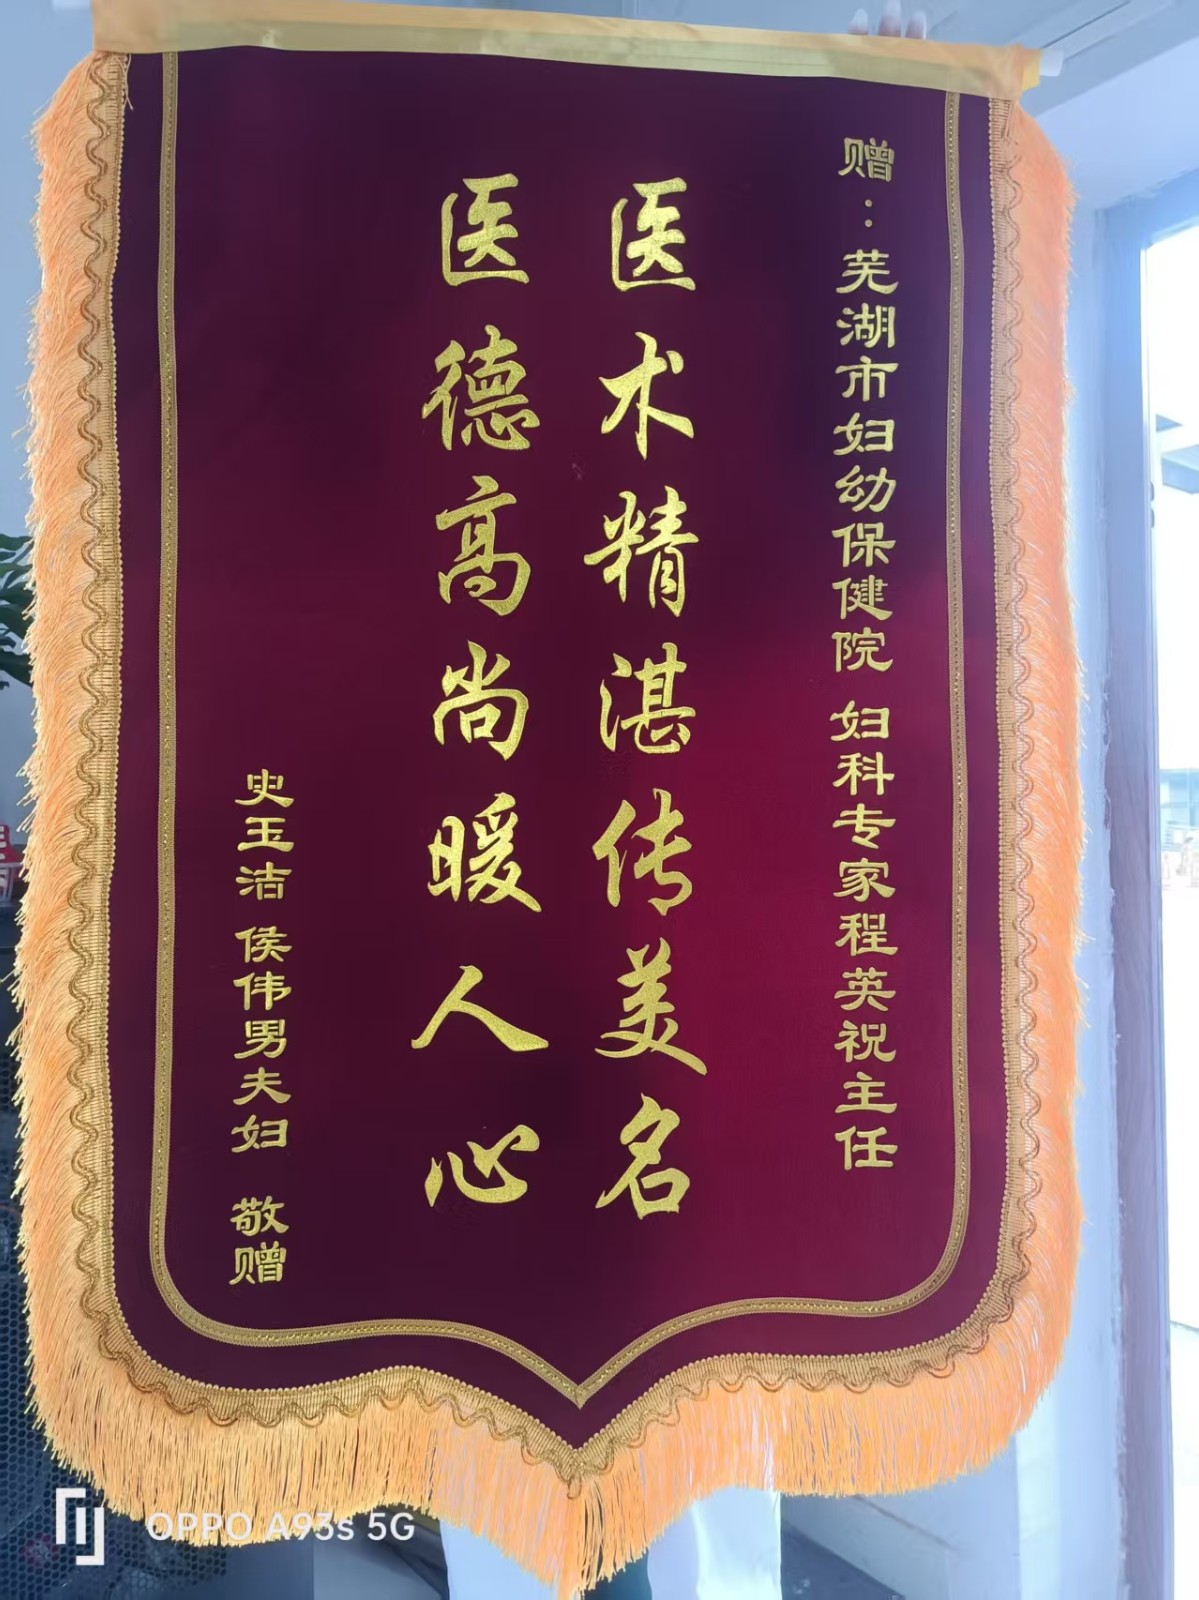 赠：芜湖市妇幼保健院 妇科专家程英祝主任
医术精湛传美名
医德高尚暖人心
史玉洁 侯伟男夫妇 敬赠
OPPO A93s 5G